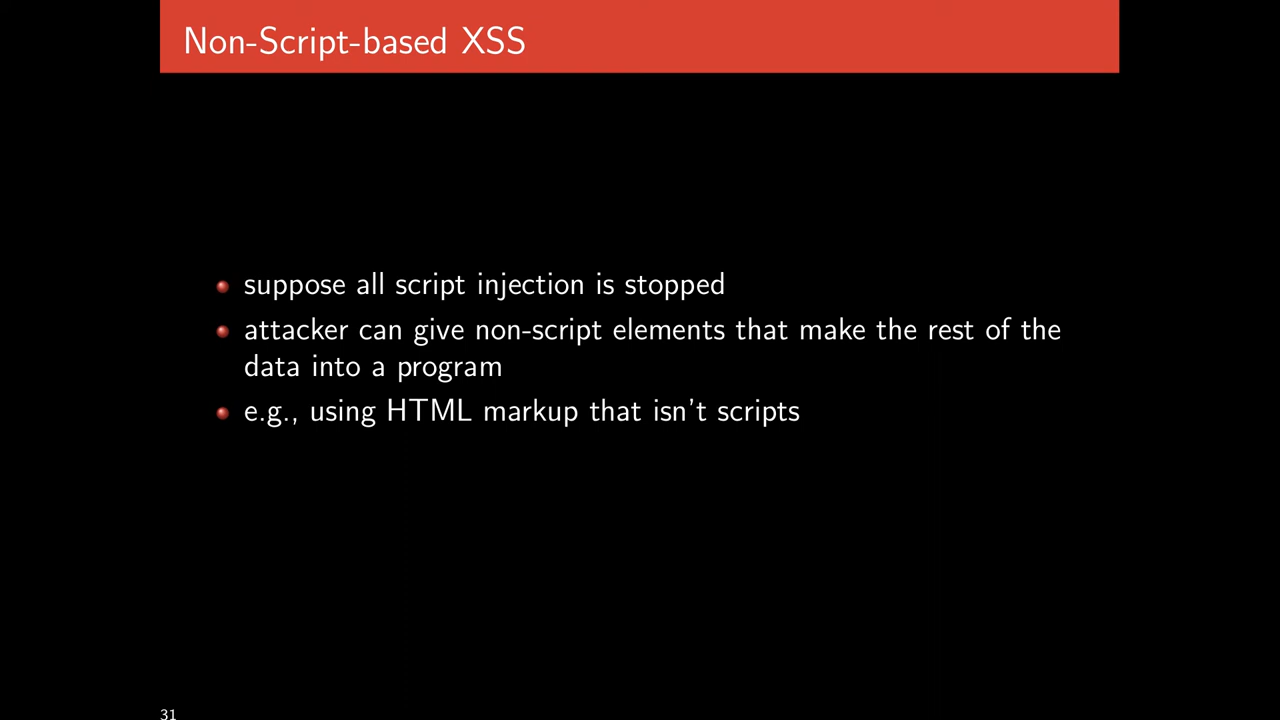 Non-Script-based XSS
suppose all script injection is stopped
attacker can give non-script elements that make the rest of the
data into a program
e.g., using HTML markup that isn't scripts
31